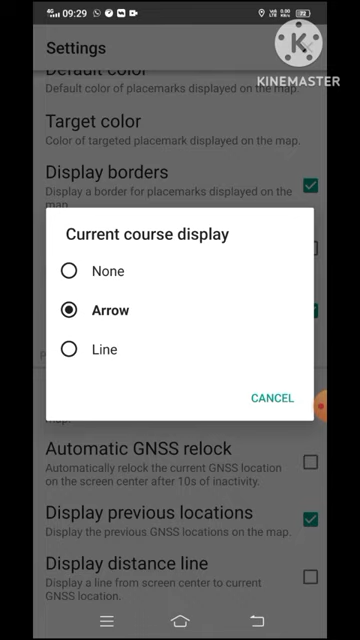 4G 09:29
Settings
KINEMASTER
Default color
Default color of placemarks displayed on the map.
Target color
Color of targeted placemark displayed on the map.
Display borders
Display a border for placemarks displayed on the
map.
Current course display
None
Arrow
Line
CANCEL
map.
Automatic GNSS relock
Automatically relock the current GNSS location
on the screen center after 10s of inactivity.
Display previous locations
Display the previous GNSS locations on the map.
Display distance line
Display a line from screen center to current
GNSS location.